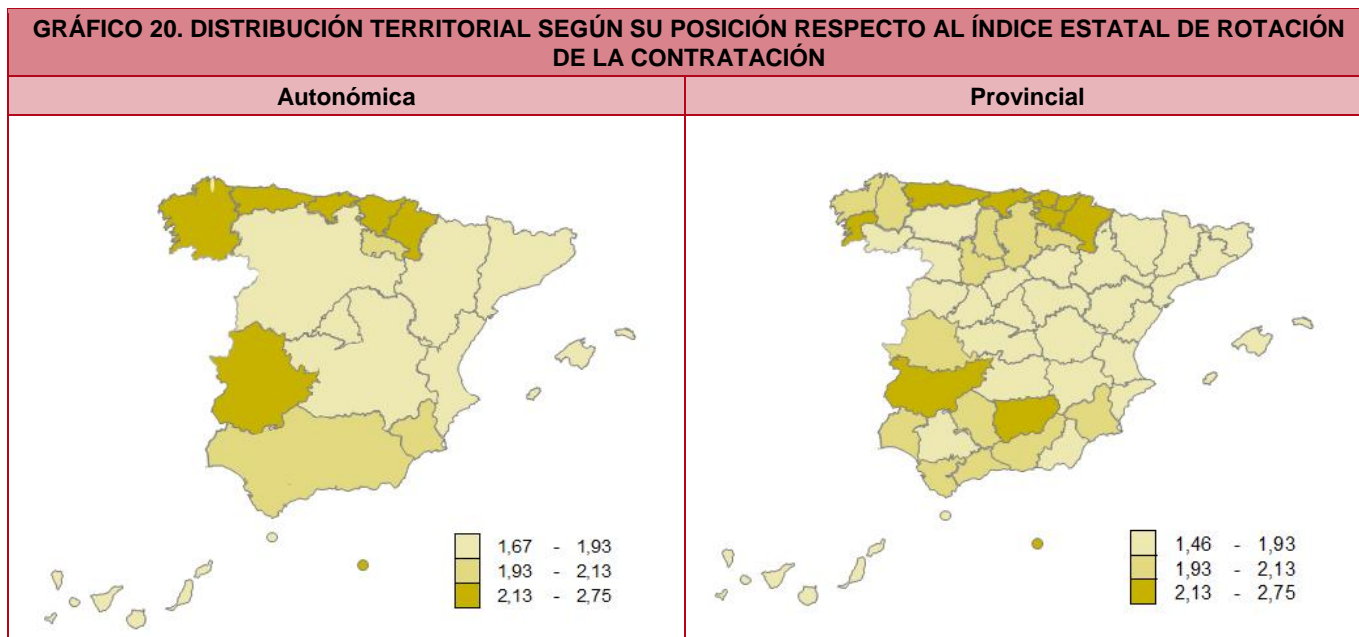 GRÁFICO 20. DISTRIBUCIÓN TERRITORIAL SEGÚN SU POSICIÓN RESPECTO AL ÍNDICE ESTATAL DE ROTACIÓN
DE LA CONTRATACIÓN
Autonómica
Provincial
1,67 - 1,93
1,93 - 2,13
2,13 - 2,75
1,46 - 1,93
1,93 - 2,13
2,13 - 2,75